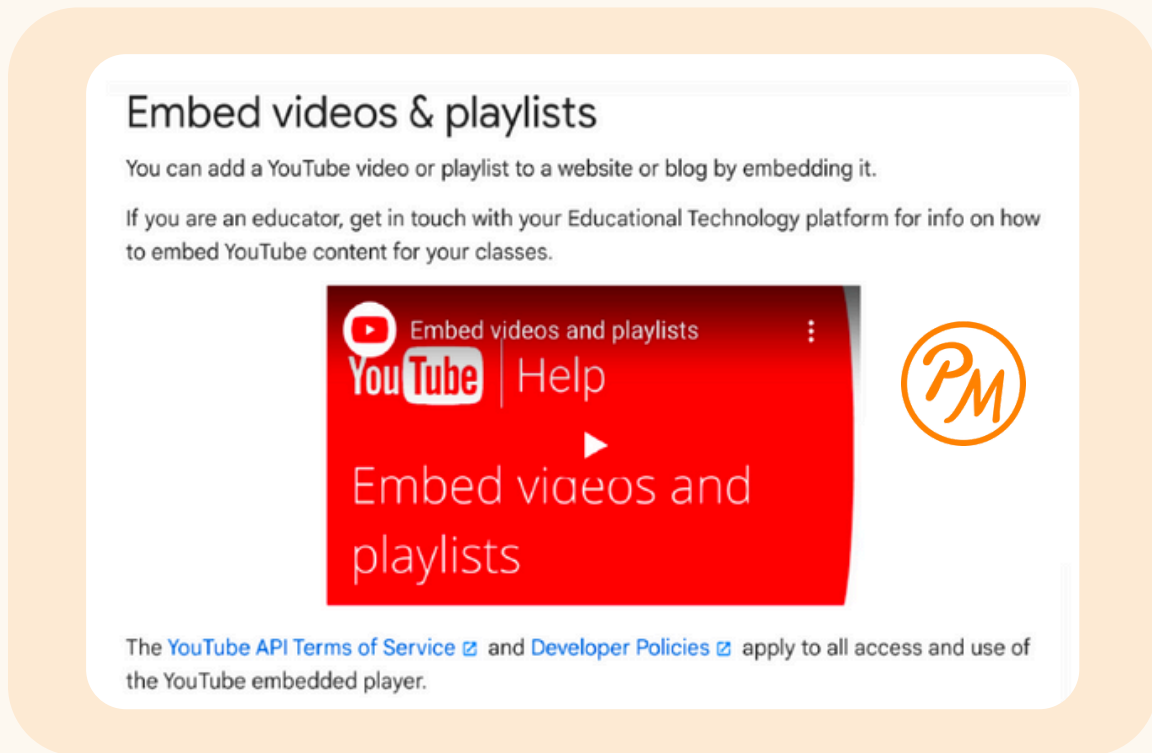 Embed videos & playlists
You can add a YouTube video or playlist to a website or blog by embedding it.
If you are an educator, get in touch with your Educational Technology platform for info on how
to embed YouTube content for your classes.
Embed videos and playlists
YouTube Help
Embed videos and
playlists
PM
The YouTube API Terms of Service and Developer Policies apply to all access and use of
the YouTube embedded player.